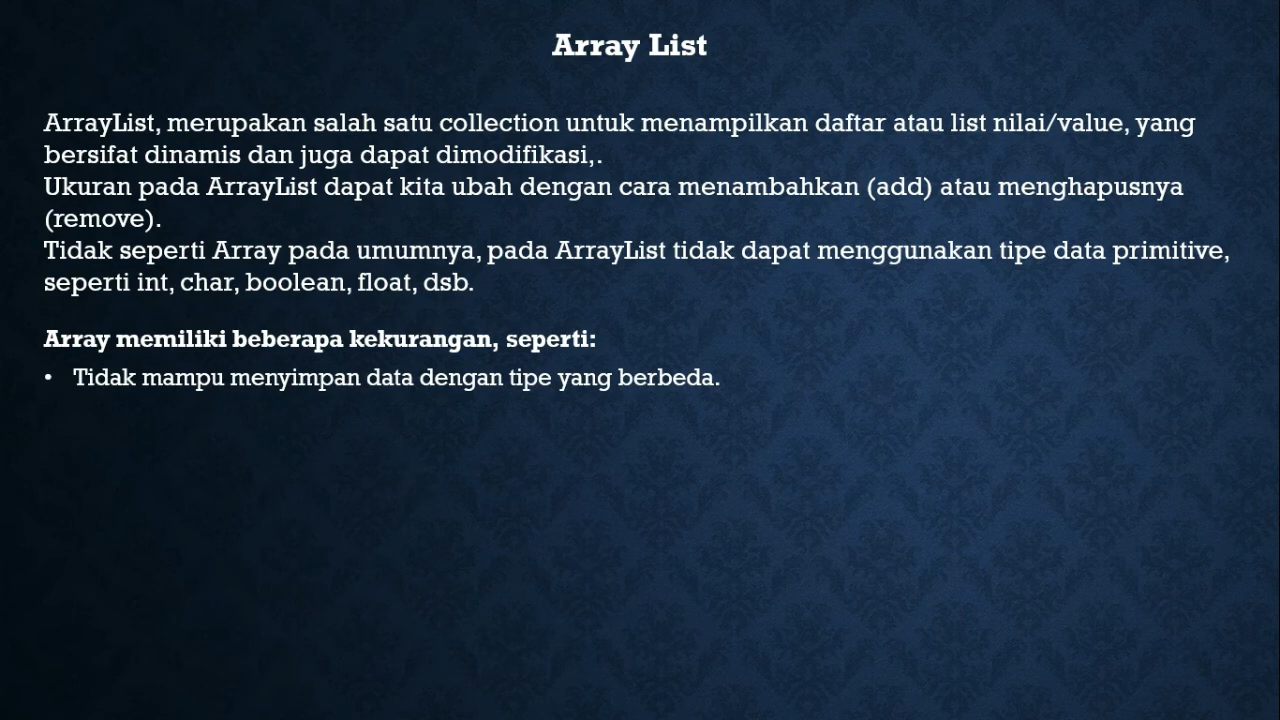 Array List
ArrayList, merupakan salah satu collection untuk menampilkan daftar atau list nilai/value, yang
bersifat dinamis dan juga dapat dimodifikasi,.
Ukuran pada ArrayList dapat kita ubah dengan cara menambahkan (add) atau menghapusnya
(remove).
Tidak seperti Array pada umumnya, pada ArrayList tidak dapat menggunakan tipe data primitive,
seperti int, char, boolean, float, dsb.
Array memiliki beberapa kekurangan, seperti:
• Tidak mampu menyimpan data dengan tipe yang berbeda.